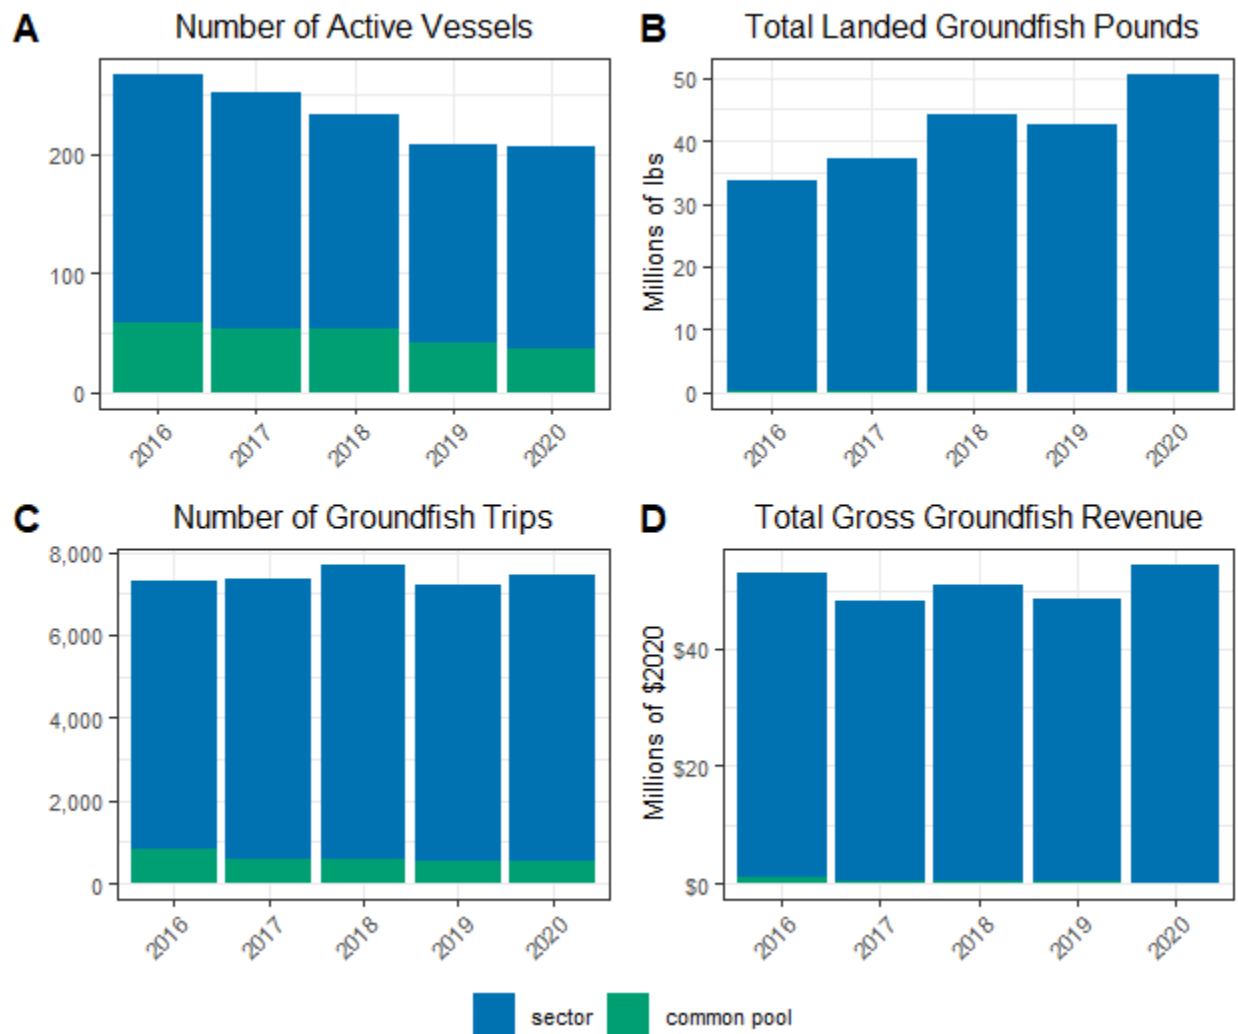 A Number of Active Vessels
200
100
0
2016 2017 2018 2019 2020
B Total Landed Groundfish Pounds
Millions of lbs
50
40
30
20
10
0
2016 2017 2018 2019 2020
C Number of Groundfish Trips
8,000
6,000
4,000
2,000
0
2016 2017 2018 2019 2020
D Total Gross Groundfish Revenue
Millions of $2020
$40
$20
$0
2016 2017 2018 2019 2020
sector common pool